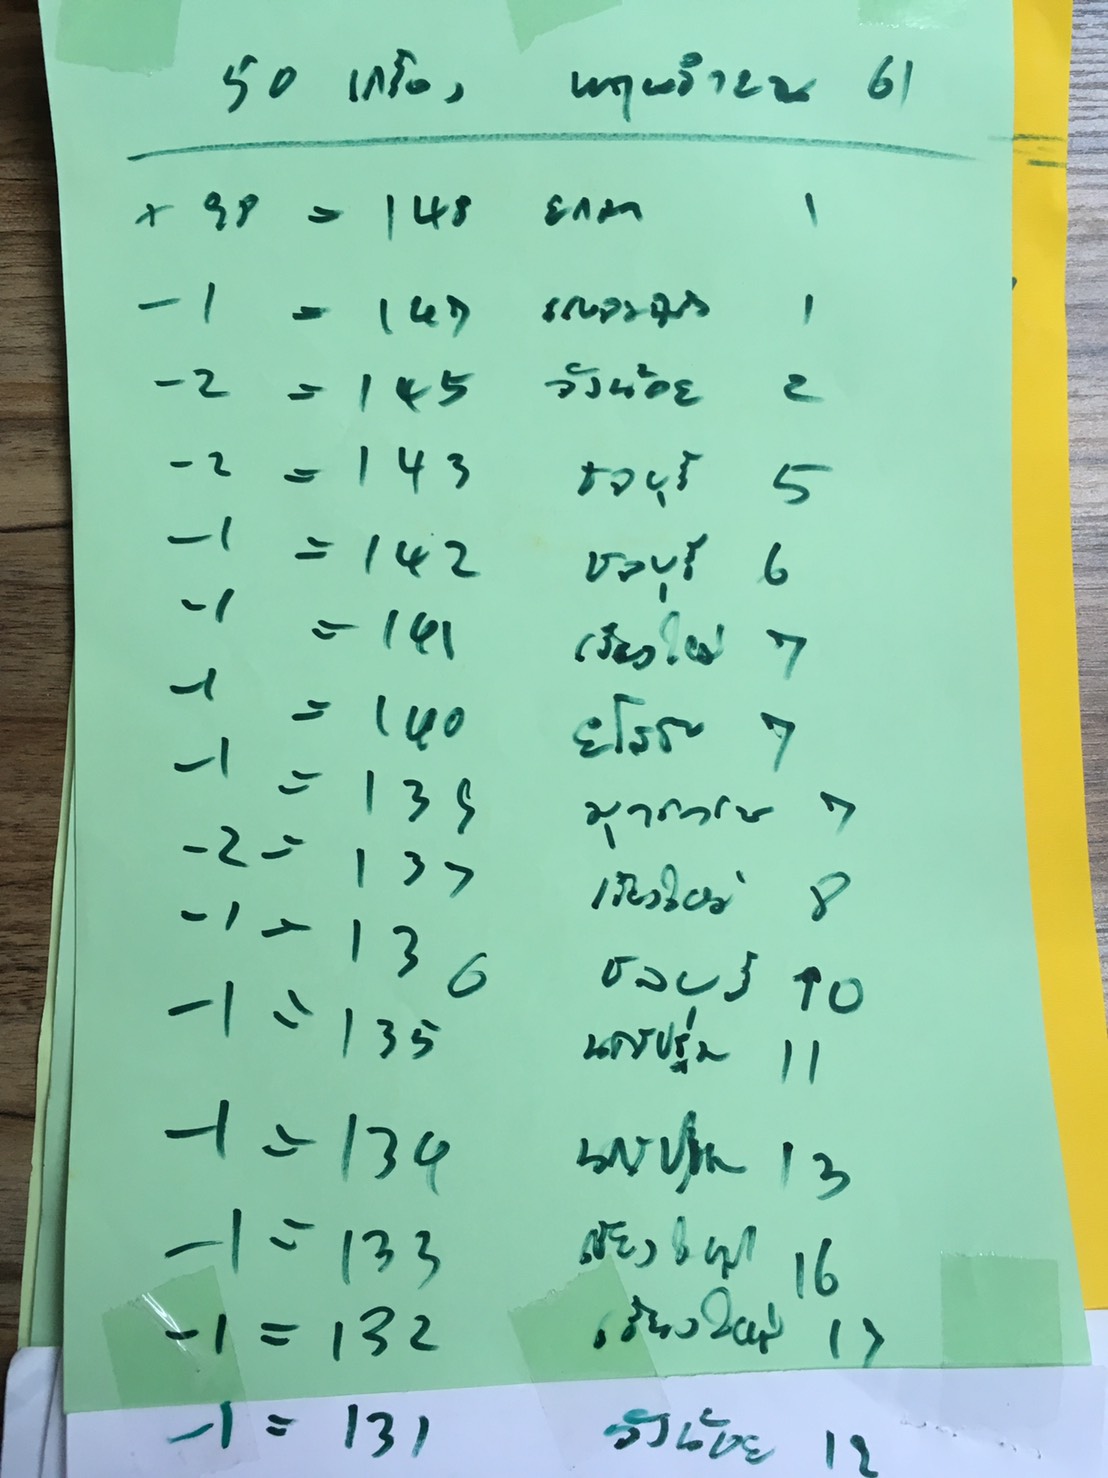 50 เครื่อง พฤศจิกายน 61
+ 98 = 148 ยกมา 1
-1 = 147 1
-2 = 145 วังน้อย 2
-2 = 143 ชลบุรี 5
-1 = 142 ชลบุรี 6
-1 = 141 เชียงใหม่ 7
-1 = 140 ยโสธร 7
-1 = 139 มุกดาหาร 7
-2 = 137 เชียงใหม่ 8
-1 = 136 ชลบุรี 10
-1 = 135 นครปฐม 11
-1 = 134 นครปฐม 13
-1 = 133 เชียงใหม่ 16
-1 = 132 เชียงใหม่ 17
-1 = 131 วังน้อย 12